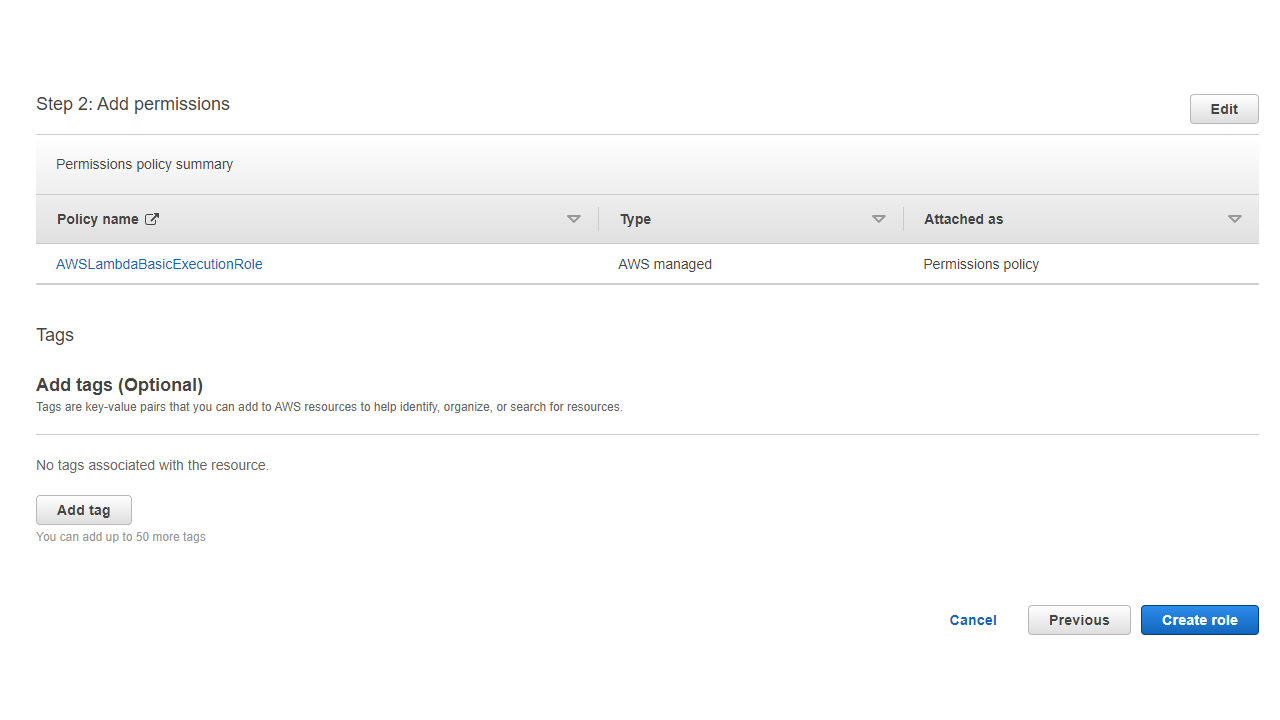 Step 2: Add permissions
Edit
Permissions policy summary
Policy name Type Attached as
AWSLambdaBasicExecutionRole AWS managed Permissions policy
Tags
Add tags (Optional)
Tags are key-value pairs that you can add to AWS resources to help identify, organize, or search for resources.
No tags associated with the resource.
Add tag
You can add up to 50 more tags
Cancel Previous Create role